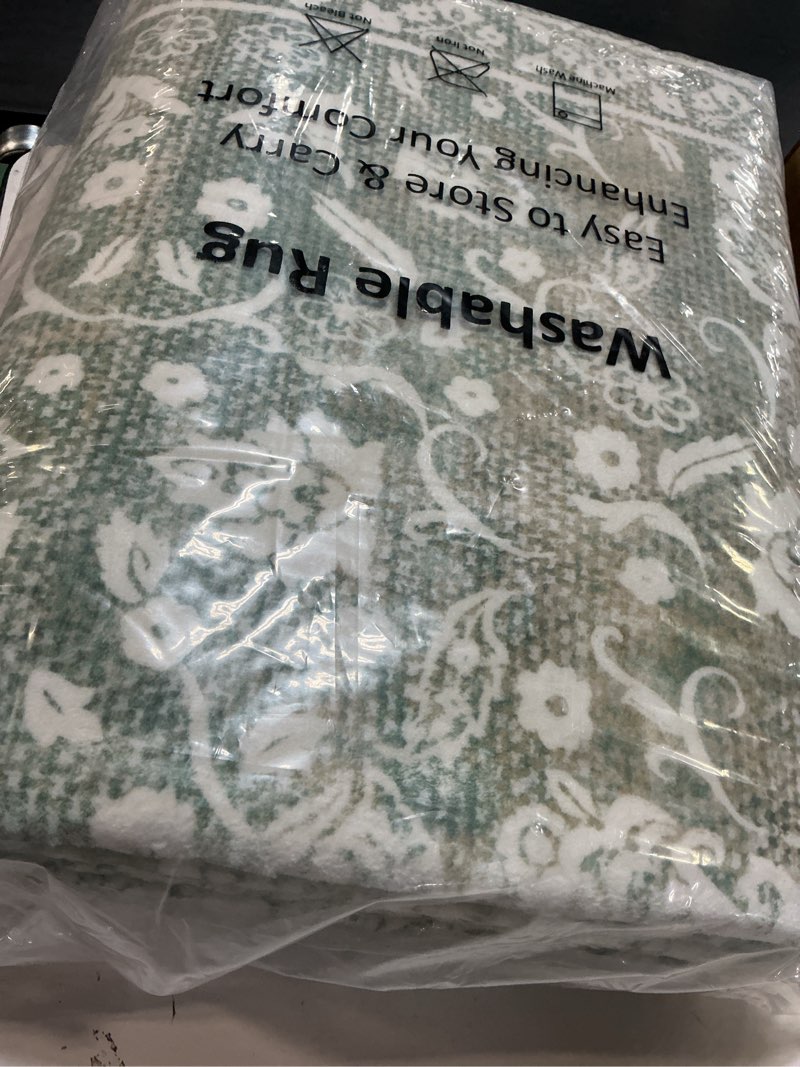 Washable Rug
Easy to Store & Carry
Enhancing Your Comfort
Machine Wash
Not Iron
Not Bleach